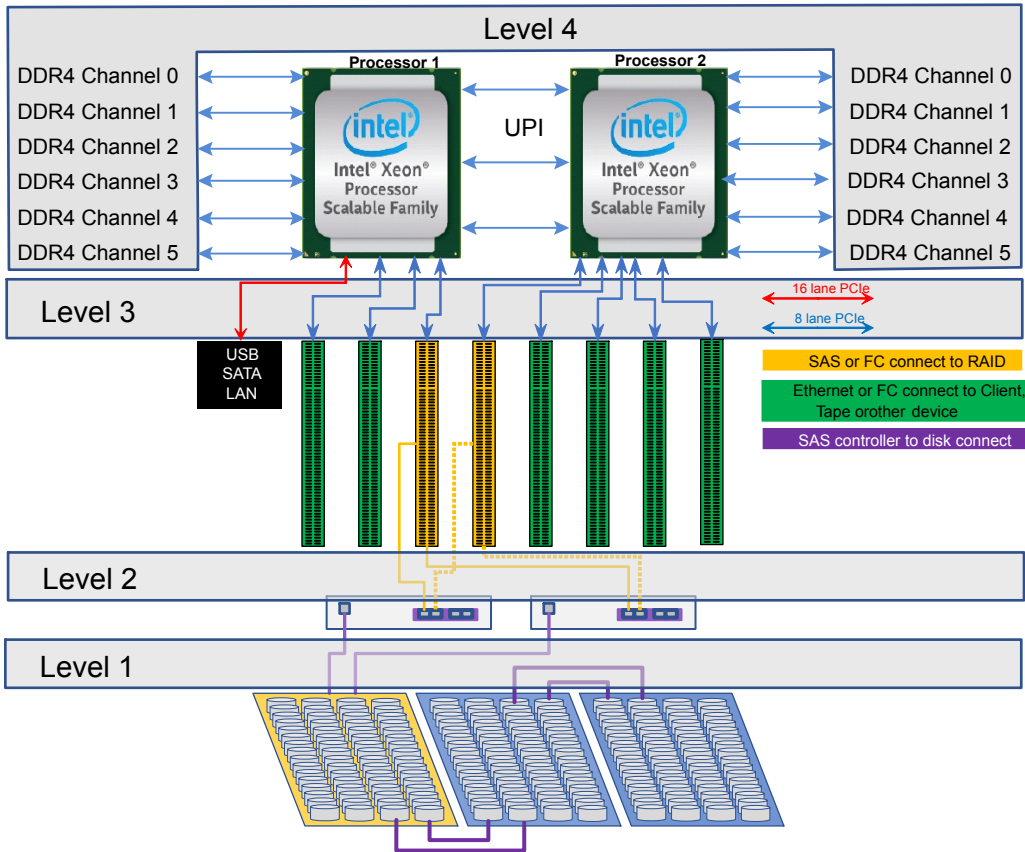 Level 4
Processor 1
Processor 2
DDR4 Channel 0
DDR4 Channel 1
DDR4 Channel 2
DDR4 Channel 3
DDR4 Channel 4
DDR4 Channel 5
intel®
Intel® Xeon®
Processor
Scalable Family
UPI
intel®
Intel® Xeon®
Processor
Scalable Family
DDR4 Channel 0
DDR4 Channel 1
DDR4 Channel 2
DDR4 Channel 3
DDR4 Channel 4
DDR4 Channel 5
Level 3
16 lane PCIe
8 lane PCIe
USB
SATA
LAN
SAS or FC connect to RAID
Ethernet or FC connect to Client,
Tape orother device
SAS controller to disk connect
Level 2
Level 1